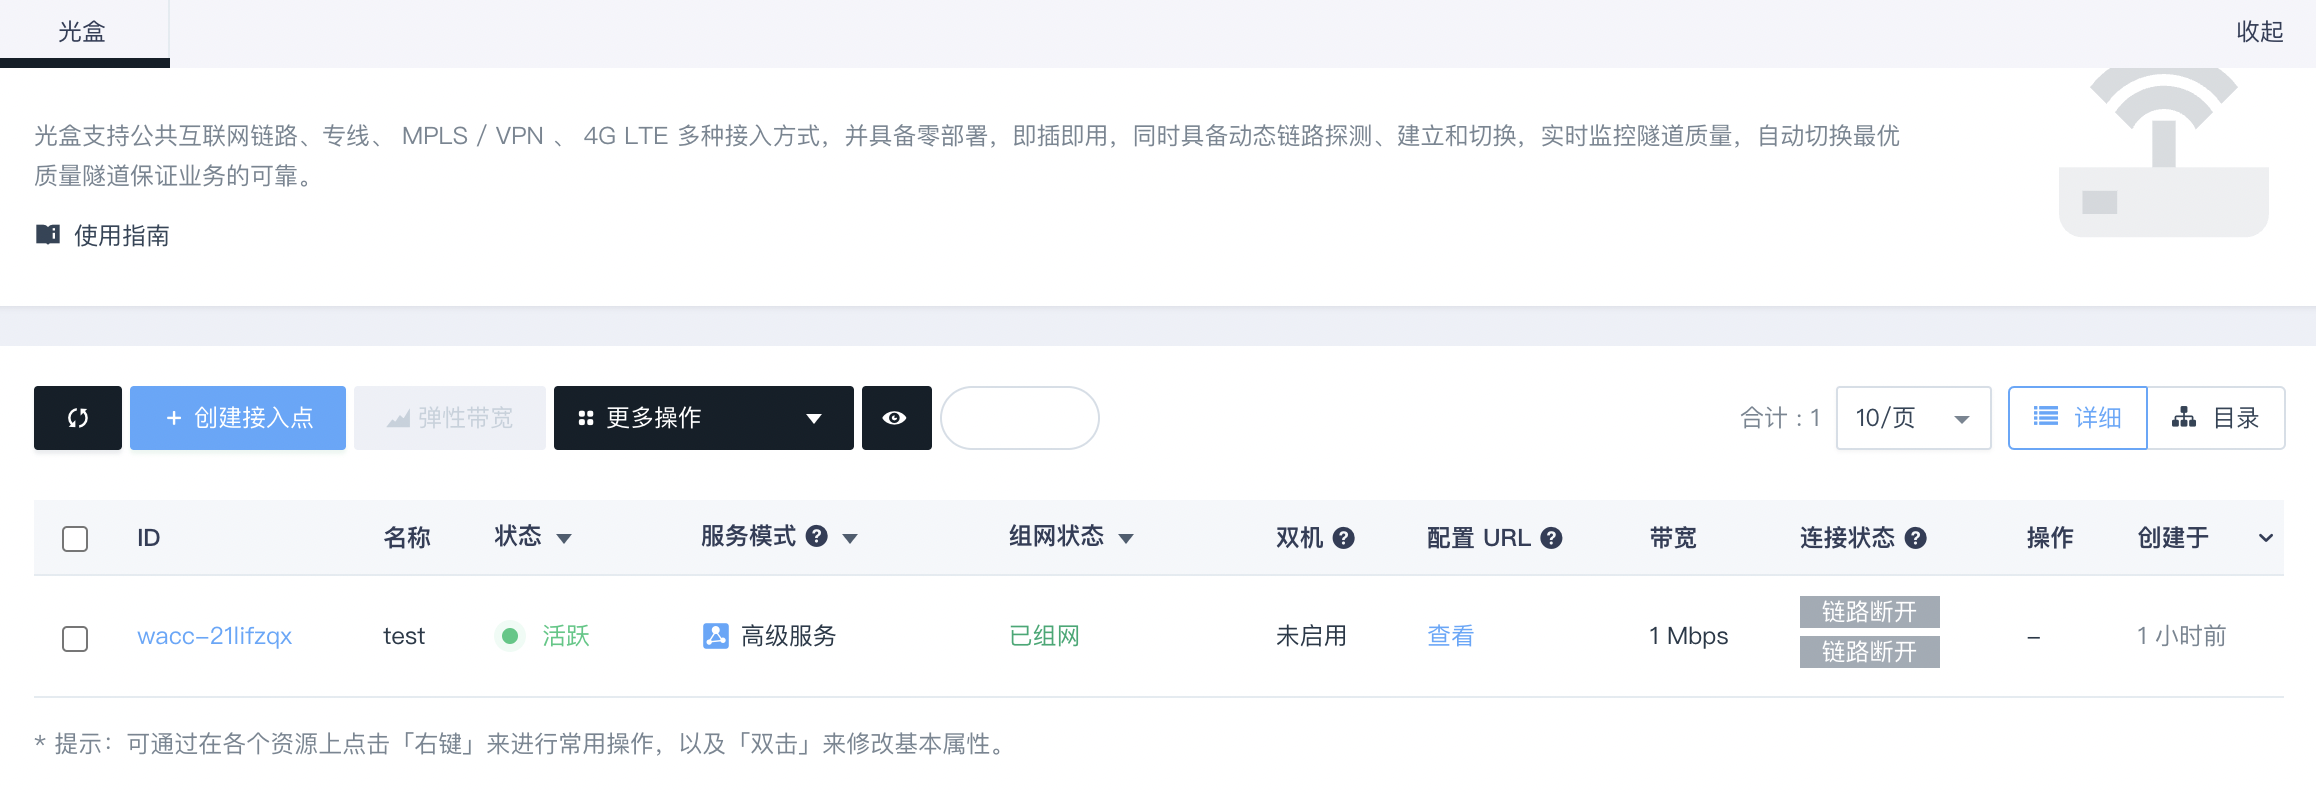 光盒
收起
光盒支持公共互联网链路、专线、 MPLS / VPN 、 4G LTE 多种接入方式，并具备零部署，即插即用，同时具备动态链路探测、建立和切换，实时监控隧道质量，自动切换最优
质量隧道保证业务的可靠。
使用指南
+ 创建接入点 弹性带宽 更多操作 合计 : 1 10/页 详细 目录
ID 名称 状态 服务模式 组网状态 双机 配置 URL 带宽 连接状态 操作 创建于
wacc-21lifzqx test 活跃 高级服务 已组网 未启用 查看 1 Mbps 链路断开 – 1 小时前
链路断开
* 提示：可通过在各个资源上点击「右键」来进行常用操作，以及「双击」来修改基本属性。